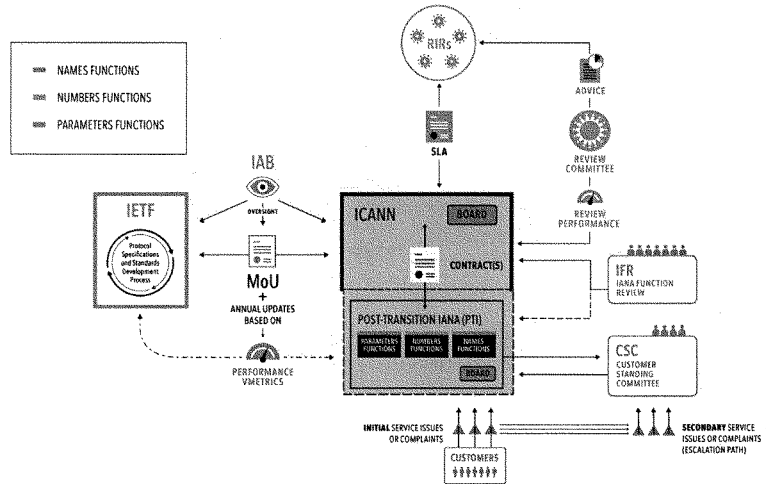 NAMES FUNCTIONS
NUMBERS FUNCTIONS
PARAMETERS FUNCTIONS
RIRs
ADVICE
SLA
REVIEW
COMMITTEE
REVIEW
PERFORMANCE
IAB
OVERSIGHT
IETF
Protocol
Specifications
and Standards
Development
Process
MoU
+
ANNUAL UPDATES
BASED ON
PERFORMANCE
VMETRICS
ICANN
BOARD
CONTRACT(S)
POST-TRANSITION IANA (PTI)
PARAMETERS
FUNCTIONS
NUMBERS
FUNCTIONS
NAMES
FUNCTIONS
BOARD
IFR
IANA FUNCTION
REVIEW
CSC
CUSTOMER
STANDING
COMMITTEE
INITIAL SERVICE ISSUES
OR COMPLAINTS
CUSTOMERS
SECONDARY SERVICE
ISSUES OR COMPLAINTS
(ESCALATION PATH)